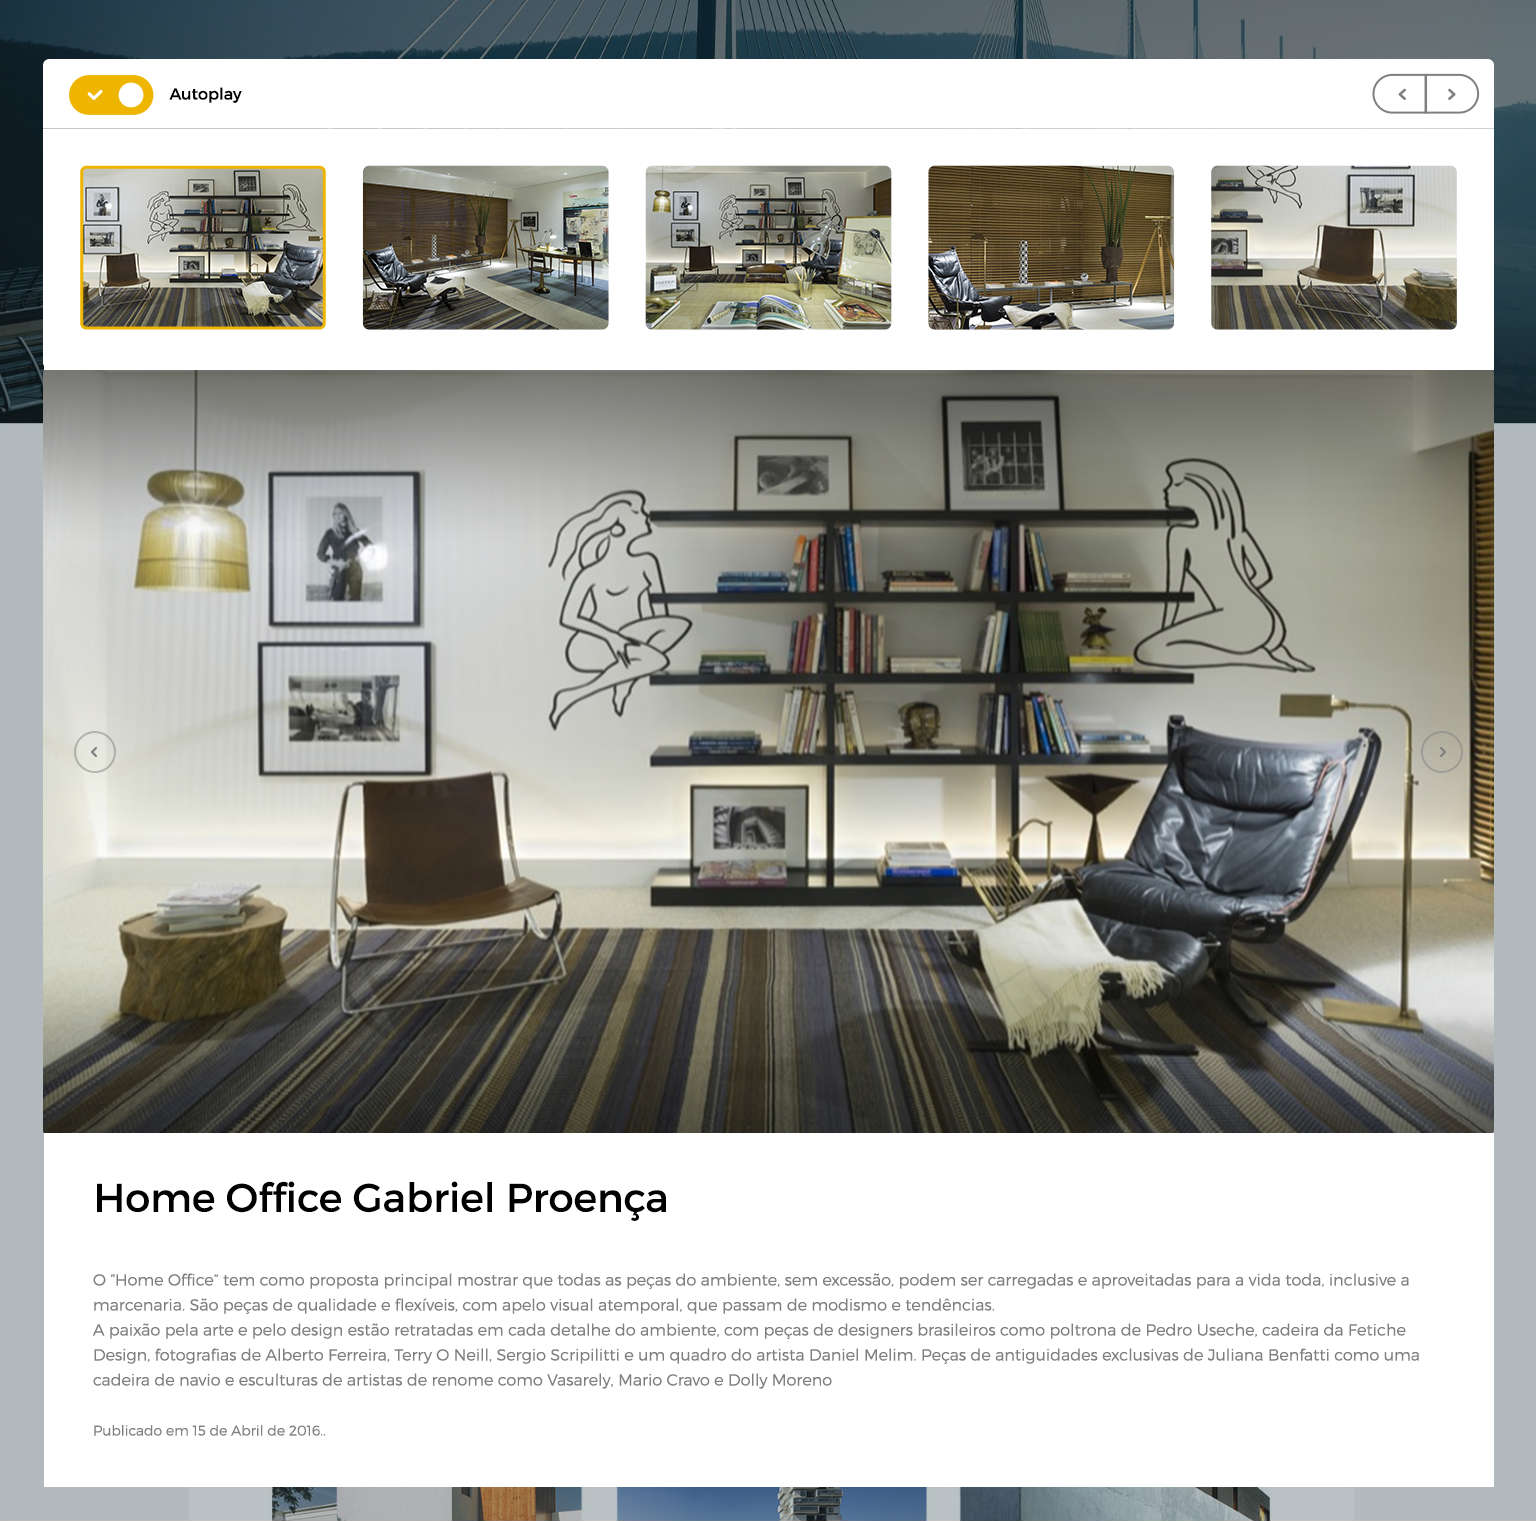 Autoplay
Home Office Gabriel Proença
O "Home Office" tem como proposta principal mostrar que todas as peças do ambiente, sem excessão, podem ser carregadas e aproveitadas para a vida toda, inclusive a
marcenaria. São peças de qualidade e flexíveis, com apelo visual atemporal, que passam de modismo e tendências.
A paixão pela arte e pelo design estão retratadas em cada detalhe do ambiente, com peças de designers brasileiros como poltrona de Pedro Useche, cadeira da Fetiche
Design, fotografias de Alberto Ferreira, Terry O Neill, Sergio Scripilitti e um quadro do artista Daniel Melim. Peças de antiguidades exclusivas de Juliana Benfatti como uma
cadeira de navio e esculturas de artistas de renome como Vasarely, Mario Cravo e Dolly Moreno
Publicado em 15 de Abril de 2016..